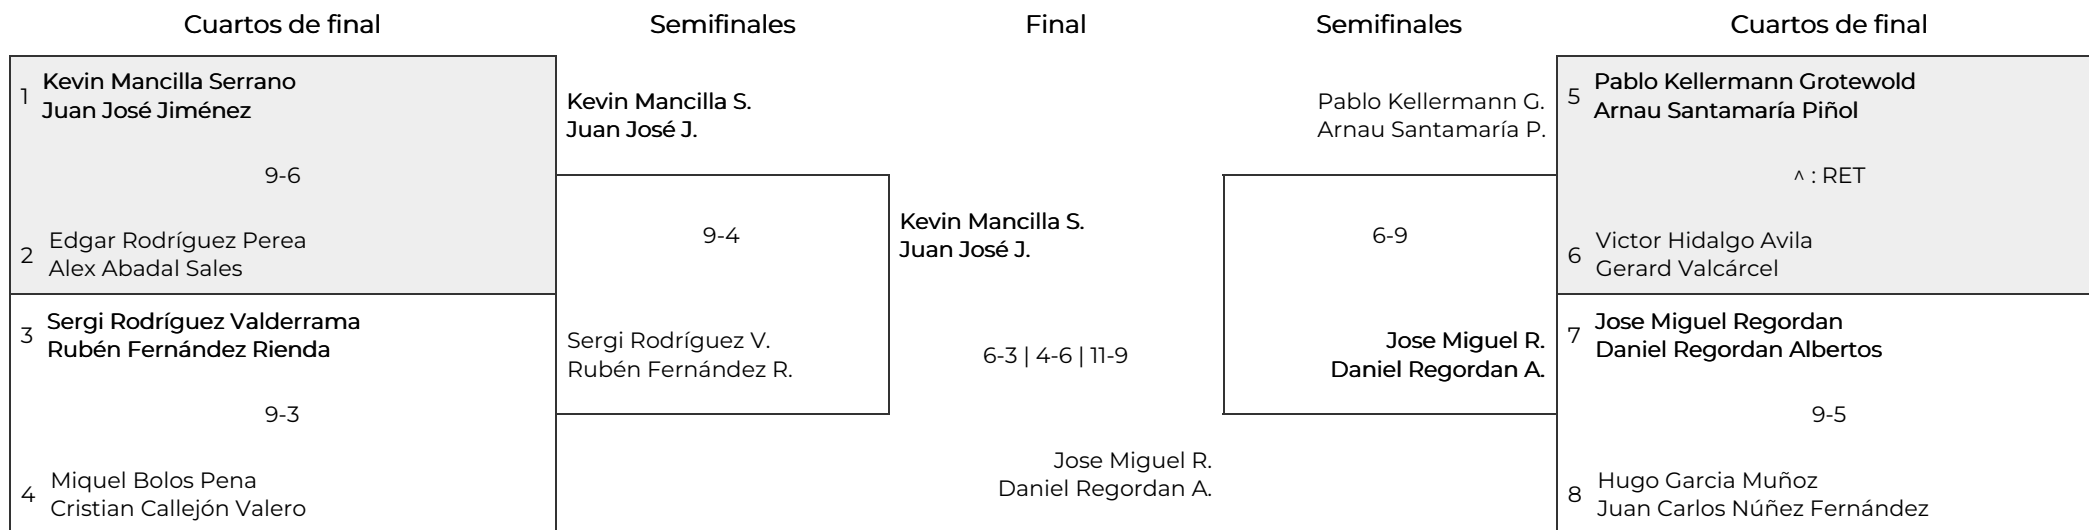 Cuartos de final
Semifinales
Final
Semifinales
Cuartos de final
1
Kevin Mancilla Serrano
Juan José Jiménez
9-6
2
Edgar Rodríguez Perea
Alex Abadal Sales
3
Sergi Rodríguez Valderrama
Rubén Fernández Rienda
9-3
4
Miquel Bolos Pena
Cristian Callejón Valero
Kevin Mancilla S.
Juan José J.
9-4
Sergi Rodríguez V.
Rubén Fernández R.
Kevin Mancilla S.
Juan José J.
6-3 | 4-6 | 11-9
Jose Miguel R.
Daniel Regordan A.
Pablo Kellermann G.
Arnau Santamaría P.
6-9
Jose Miguel R.
Daniel Regordan A.
5
Pablo Kellermann Grotewold
Arnau Santamaría Piñol
^ : RET
6
Victor Hidalgo Avila
Gerard Valcárcel
7
Jose Miguel Regordan
Daniel Regordan Albertos
9-5
8
Hugo Garcia Muñoz
Juan Carlos Núñez Fernández